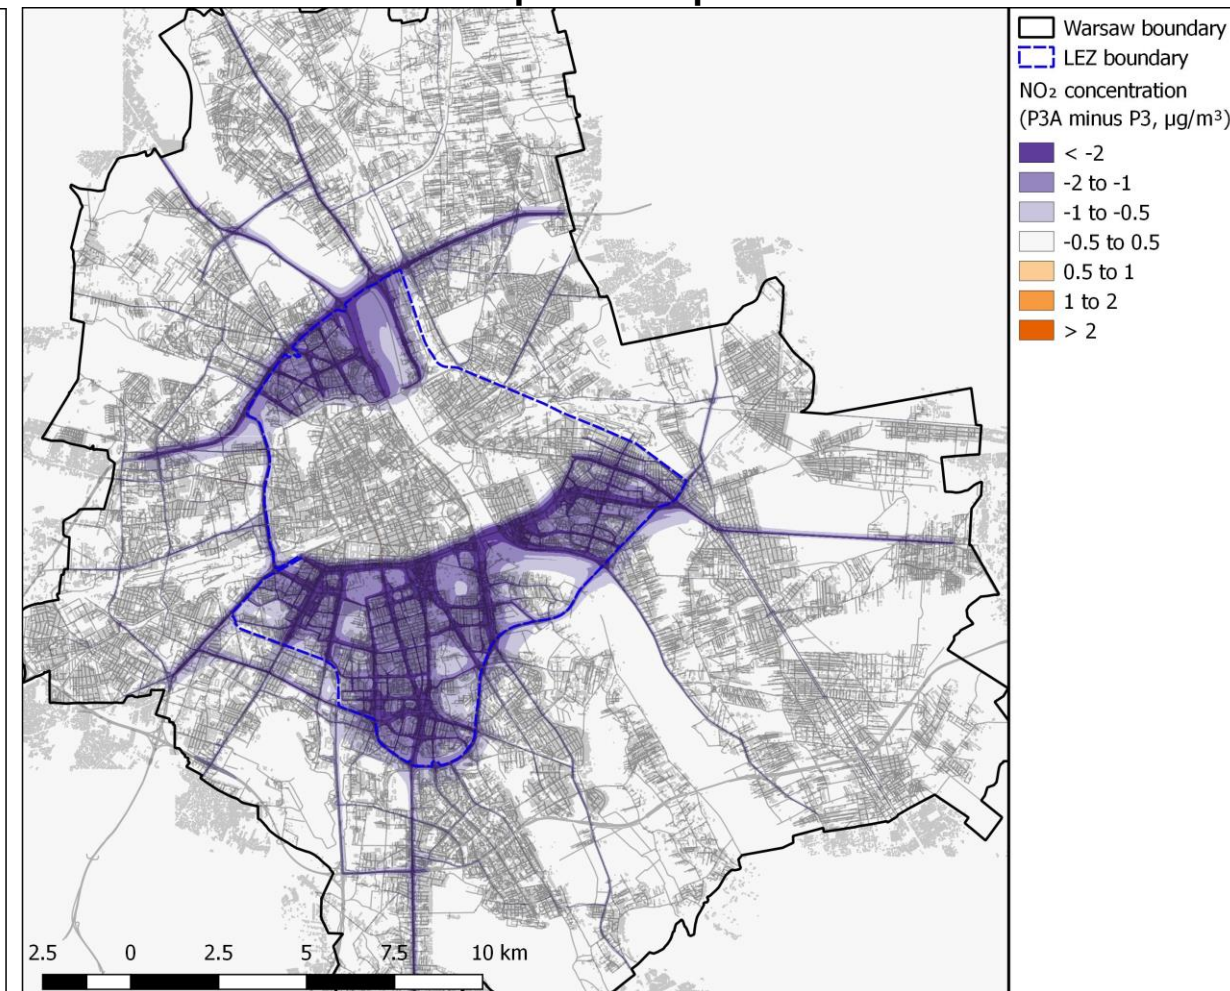 Warsaw boundary
LEZ boundary
NO₂ concentration
(P3A minus P3, µg/m³)
< -2
-2 to -1
-1 to -0.5
-0.5 to 0.5
0.5 to 1
1 to 2
> 2
2.5 0 2.5 5 7.5 10 km